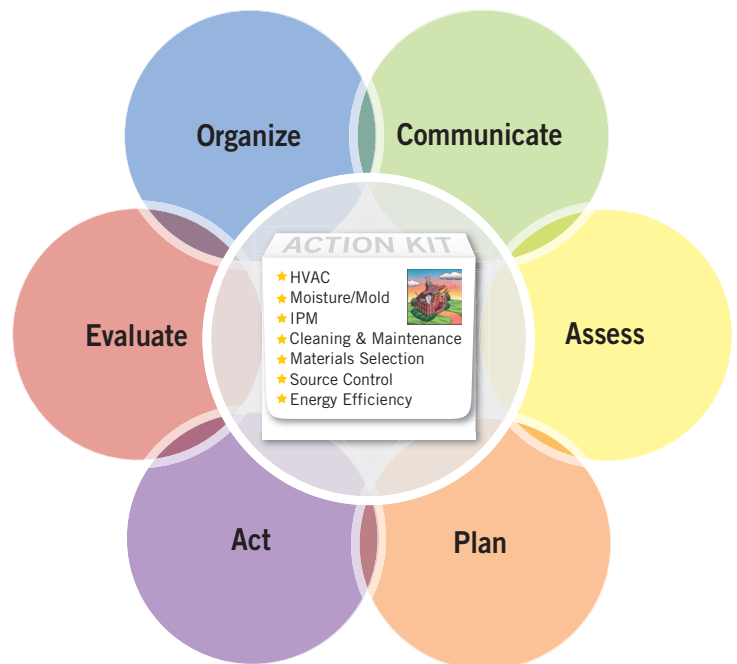 Organize
Communicate
ACTION KIT
HVAC
Moisture/Mold
IPM
Cleaning & Maintenance
Materials Selection
Source Control
Energy Efficiency
Evaluate
Assess
Act
Plan